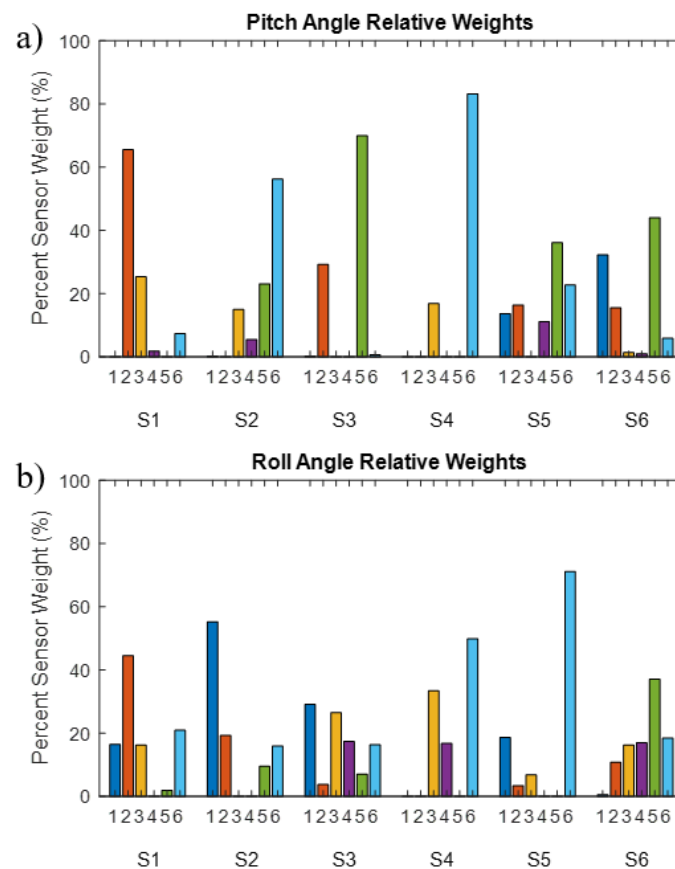 a)
Pitch Angle Relative Weights
Percent Sensor Weight (%)
100
80
60
40
20
0
123456 123456 123456 123456 123456 123456
S1 S2 S3 S4 S5 S6
b)
Roll Angle Relative Weights
Percent Sensor Weight (%)
100
80
60
40
20
0
123456 123456 123456 123456 123456 123456
S1 S2 S3 S4 S5 S6